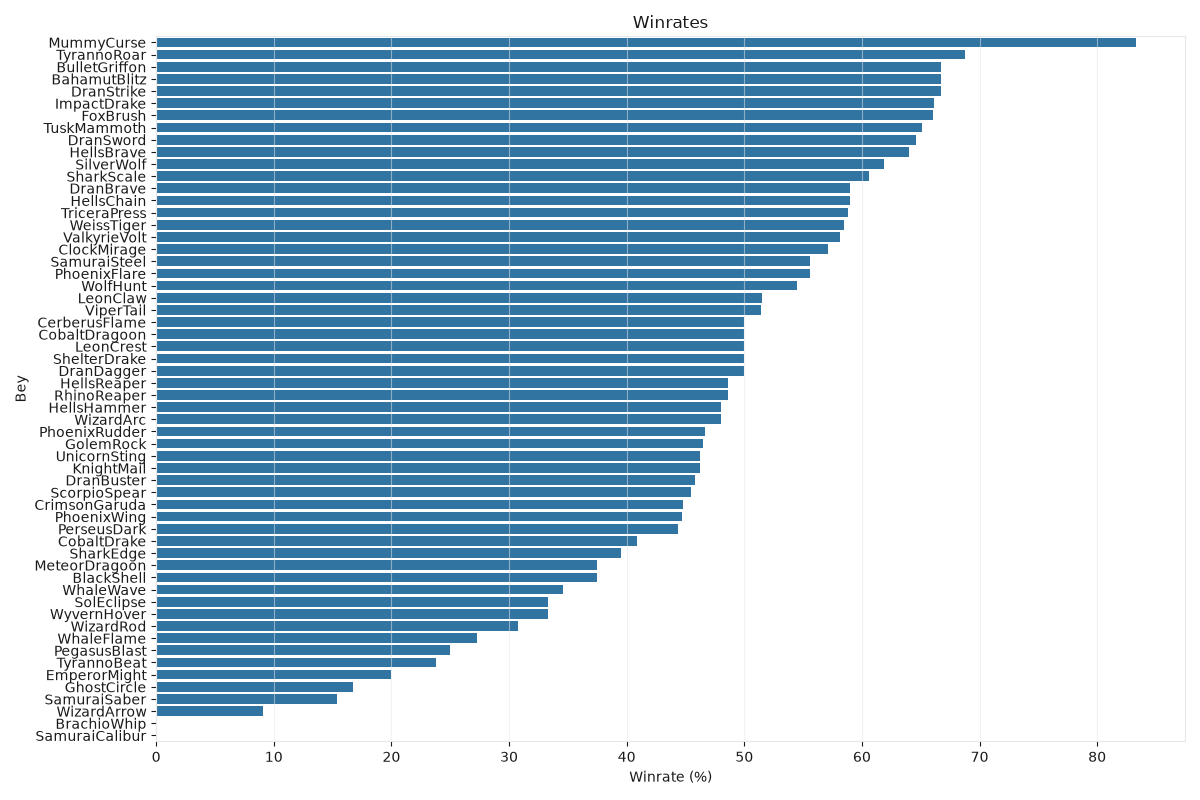 Winrates
MummyCurse
TyrannoRoar
BulletGriffon
BahamutBlitz
DranStrike
ImpactDrake
FoxBrush
TuskMammoth
DranSword
HellsBrave
SilverWolf
SharkScale
DranBrave
HellsChain
TriceraPress
WeissTiger
ValkyrieVolt
ClockMirage
SamuraiSteel
PhoenixFlare
WolfHunt
LeonClaw
ViperTail
CerberusFlame
CobaltDragoon
LeonCrest
ShelterDrake
DranDagger
HellsReaper
RhinoReaper
HellsHammer
WizardArc
PhoenixRudder
GolemRock
UnicornSting
KnightMail
DranBuster
ScorpioSpear
CrimsonGaruda
PhoenixWing
PerseusDark
CobaltDrake
SharkEdge
MeteorDragoon
BlackShell
WhaleWave
SolEclipse
WyvernHover
WizardRod
WhaleFlame
PegasusBlast
TyrannoBeat
EmperorMight
GhostCircle
SamuraiSaber
WizardArrow
BrachioWhip
SamuraiCalibur
Bey
0 10 20 30 40 50 60 70 80
Winrate (%)